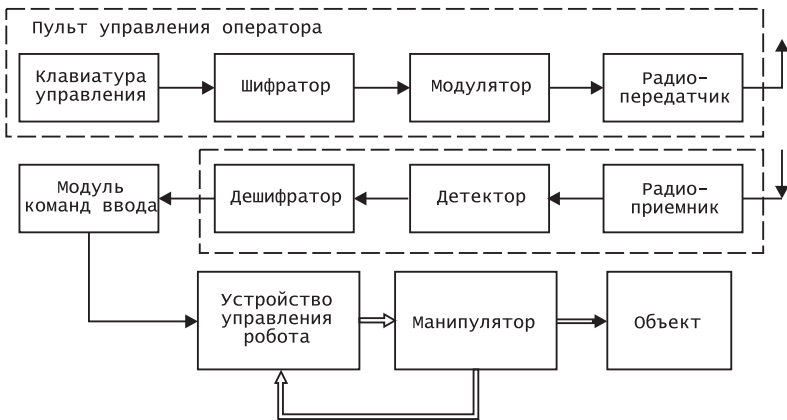 Пульт управления оператора
Клавиатура
управления
Шифратор
Модулятор
Радио-
передатчик
Модуль
команд ввода
Дешифратор
Детектор
Радио-
приемник
Устройство
управления
робота
Манипулятор
Объект